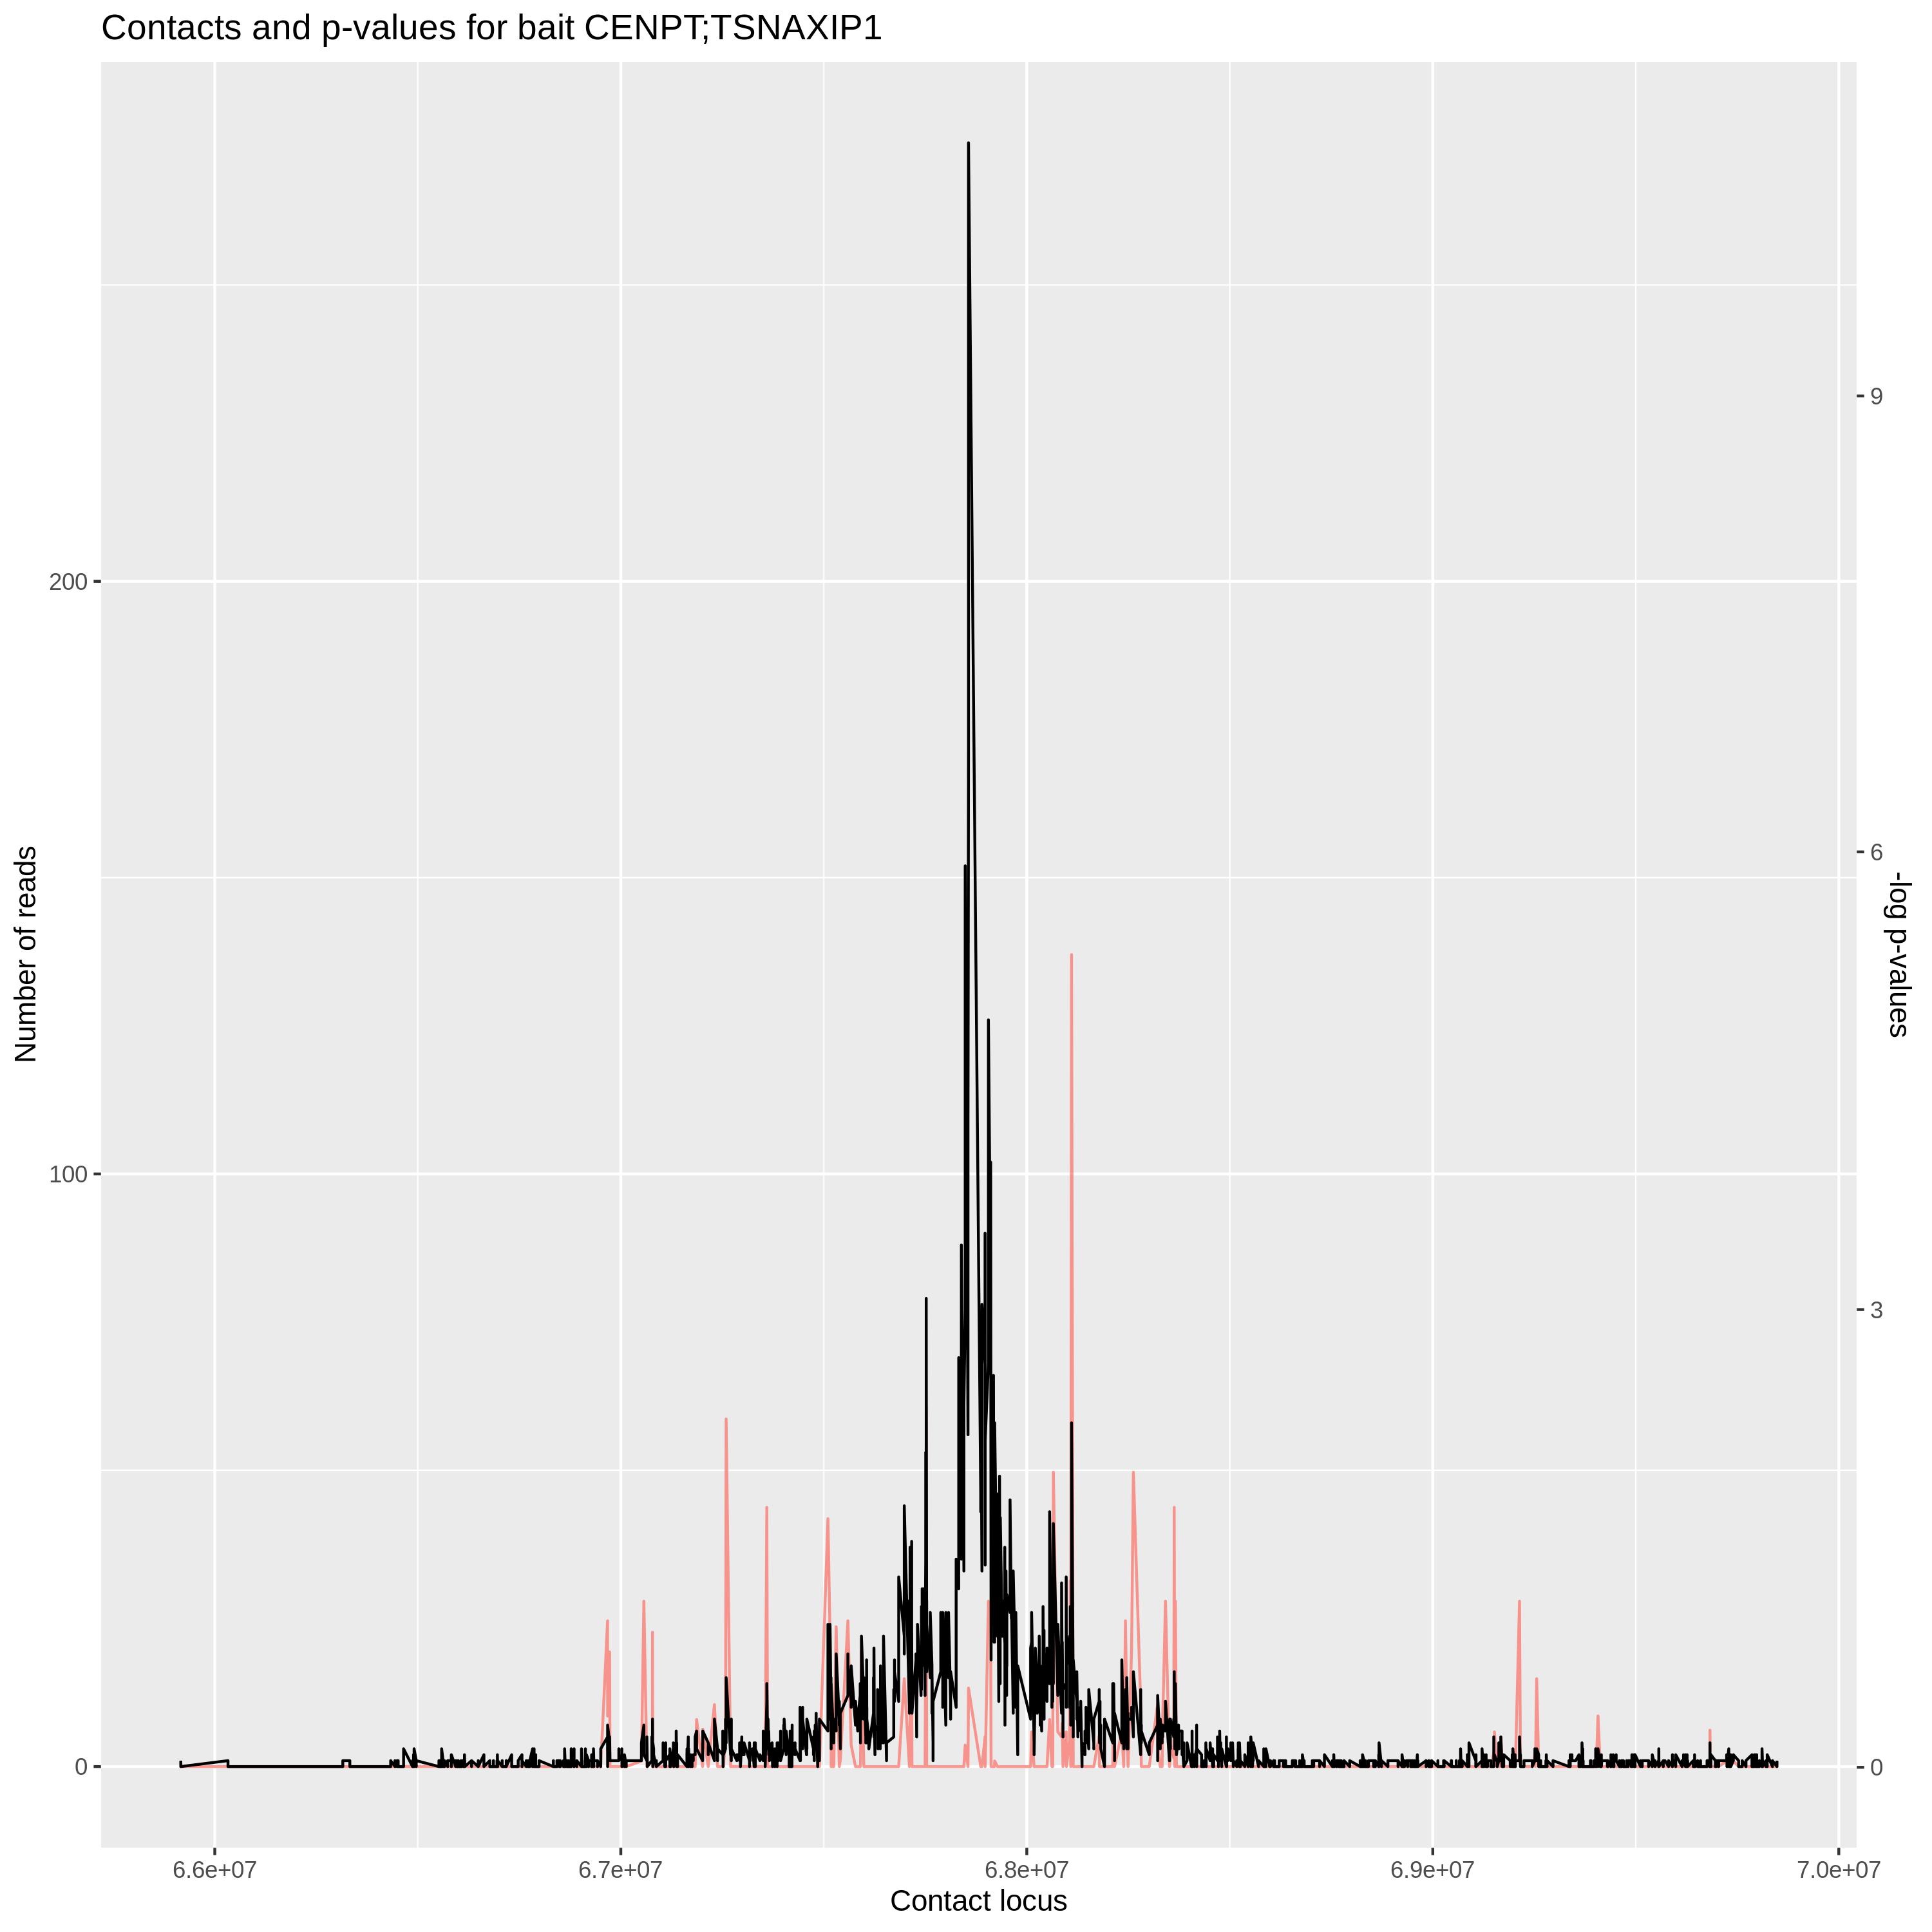 Contacts and p-values for bait CENPT;TSNAXIP1
Number of reads
200
100
0
9
6
3
0
-log p-values
6.6e+07
6.7e+07
6.8e+07
6.9e+07
7.0e+07
Contact locus